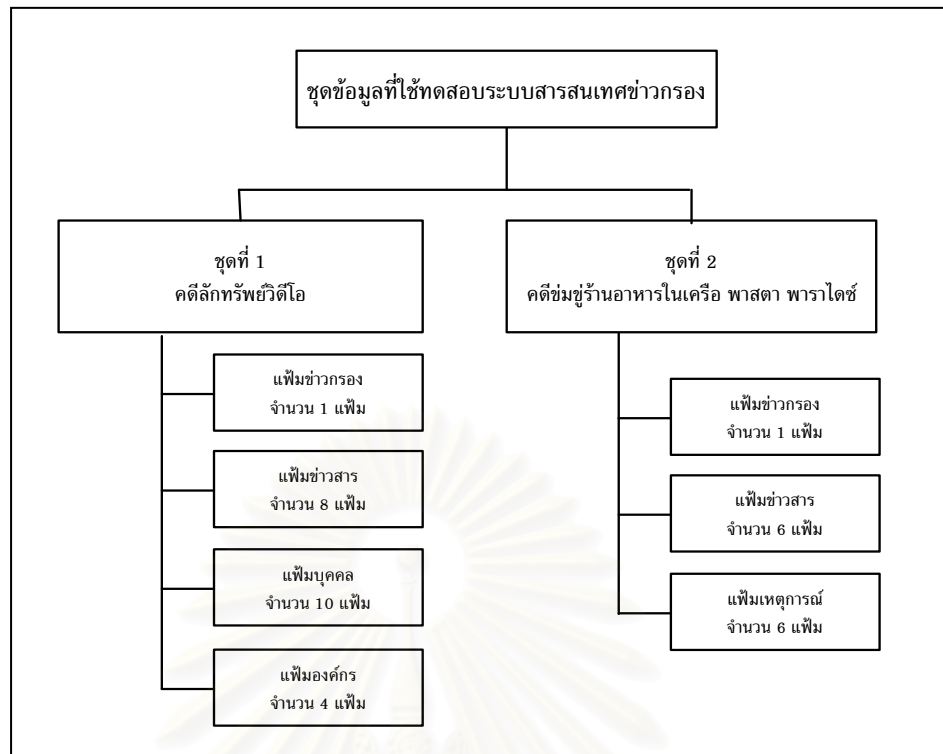 ชุดข้อมูลที่ใช้ทดสอบระบบสารสนเทศข่าวกรอง
ชุดที่ 1
คดีลักทรัพย์วิดีโอ
แฟ้มข่าวกรอง
จำนวน 1 แฟ้ม
แฟ้มข่าวสาร
จำนวน 8 แฟ้ม
แฟ้มบุคคล
จำนวน 10 แฟ้ม
แฟ้มองค์กร
จำนวน 4 แฟ้ม
ชุดที่ 2
คดีข่มขู่ร้านอาหารในเครือ พาสตา พาราไดซ์
แฟ้มข่าวกรอง
จำนวน 1 แฟ้ม
แฟ้มข่าวสาร
จำนวน 6 แฟ้ม
แฟ้มเหตุการณ์
จำนวน 6 แฟ้ม